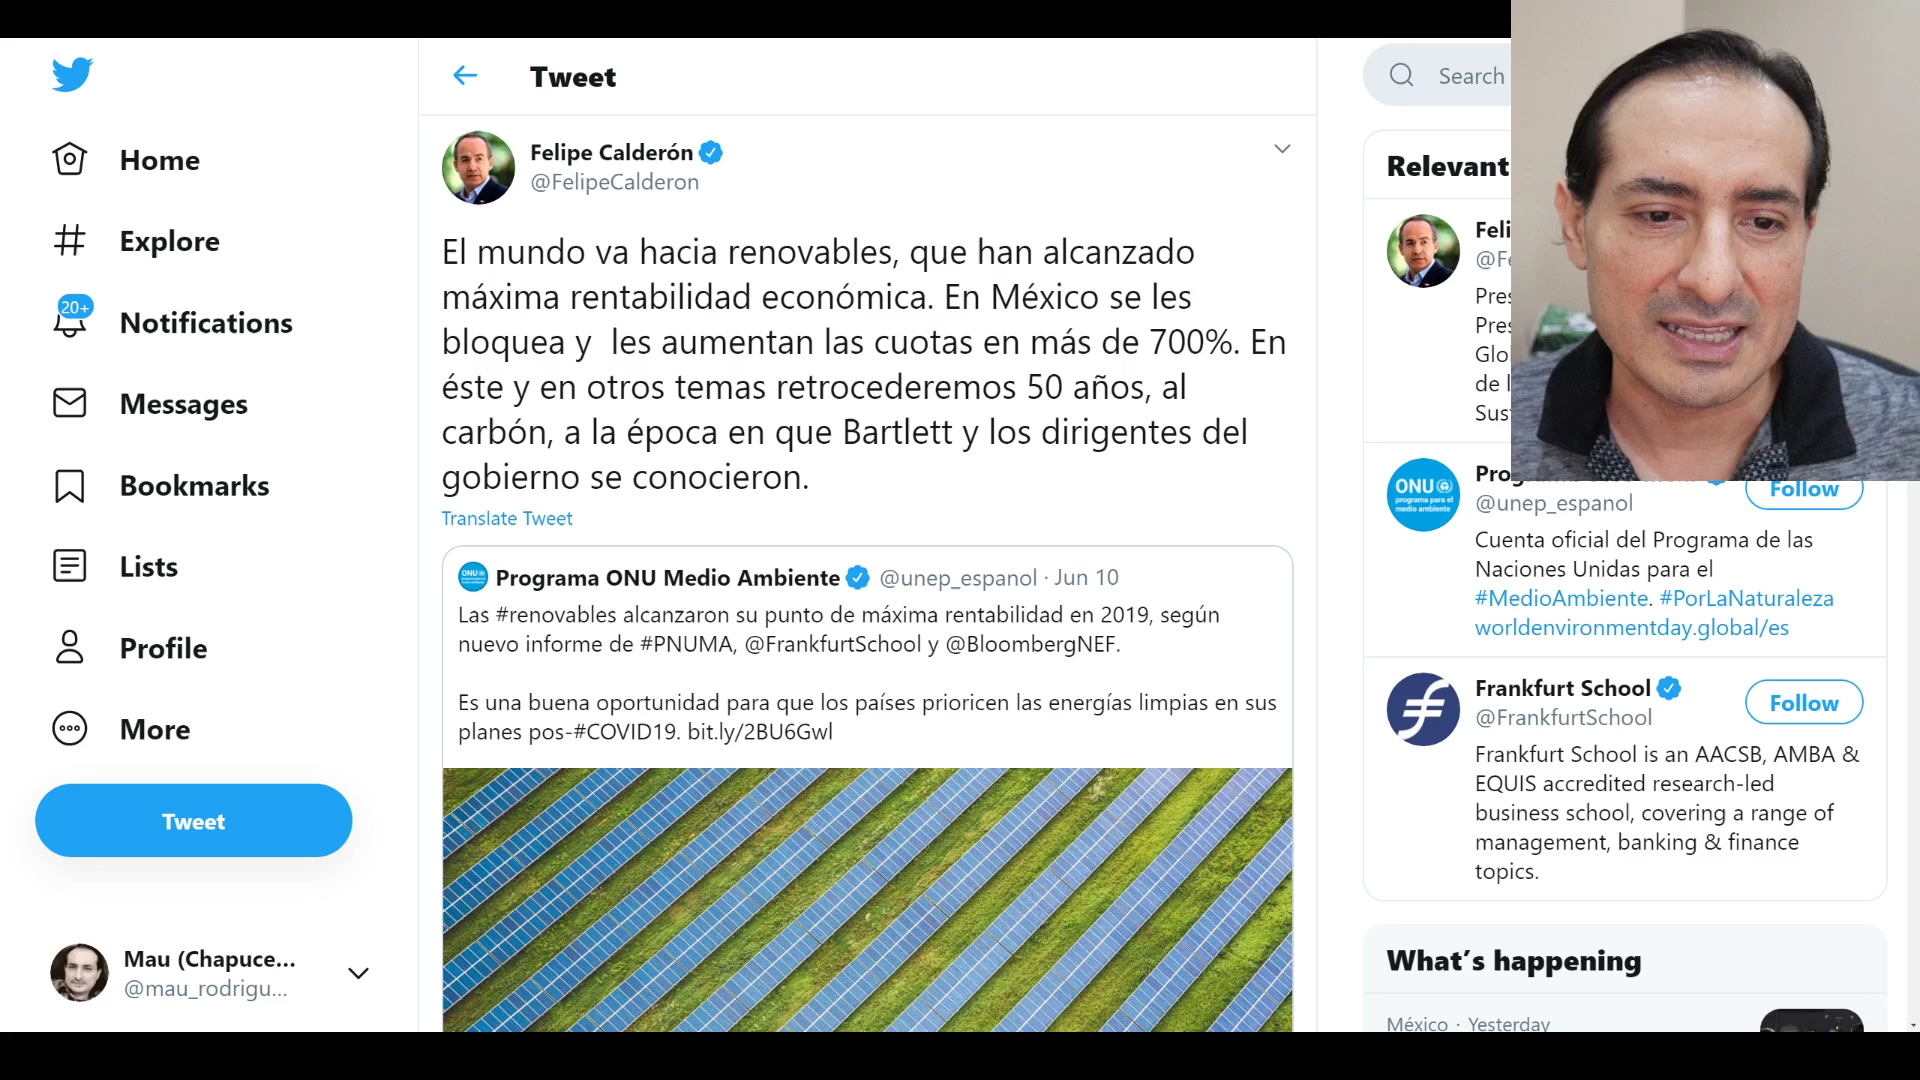 Home
Explore
20+
Notifications
Messages
Bookmarks
Lists
Profile
More
Tweet
Mau (Chapuce...
@mau_rodrigu...
Tweet
Felipe Calderón
@FelipeCalderon
El mundo va hacia renovables, que han alcanzado
máxima rentabilidad económica. En México se les
bloquea y  les aumentan las cuotas en más de 700%. En
éste y en otros temas retrocederemos 50 años, al
carbón, a la época en que Bartlett y los dirigentes del
gobierno se conocieron.
Translate Tweet
Programa ONU Medio Ambiente @unep_espanol · Jun 10
Las #renovables alcanzaron su punto de máxima rentabilidad en 2019, según
nuevo informe de #PNUMA, @FrankfurtSchool y @BloombergNEF.
Es una buena oportunidad para que los países prioricen las energías limpias en sus
planes pos-#COVID19. bit.ly/2BU6Gwl
Search
Relevant
Feli
@Fe
Pres
Pres
Glo
de l
Sus
ONU
programa para el
medio ambiente
Prog
Follow
@unep_espanol
Cuenta oficial del Programa de las
Naciones Unidas para el
#MedioAmbiente. #PorLaNaturaleza
worldenvironmentday.global/es
Frankfurt School
Follow
@FrankfurtSchool
Frankfurt School is an AACSB, AMBA &
EQUIS accredited research-led
business school, covering a range of
management, banking & finance
topics.
What's happening
México · Yesterday